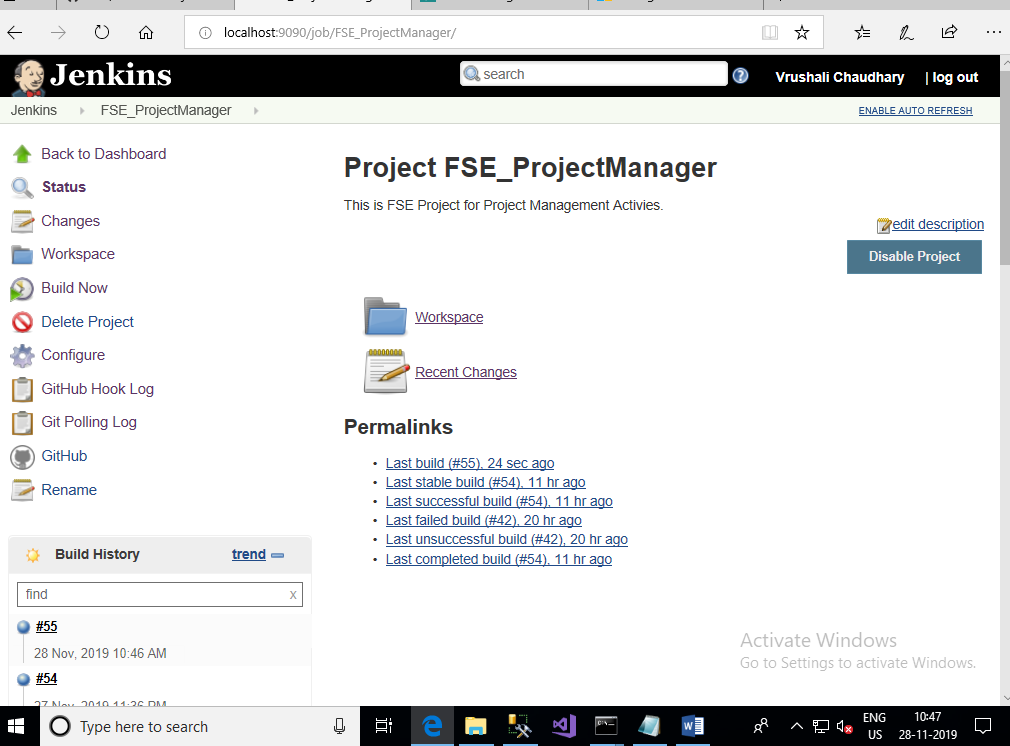 localhost:9090/job/FSE_ProjectManager/
Jenkins
search
?
Vrushali Chaudhary
| log out
Jenkins
FSE_ProjectManager
ENABLE AUTO REFRESH
Back to Dashboard
Status
Changes
Workspace
Build Now
Delete Project
Configure
GitHub Hook Log
Git Polling Log
GitHub
Rename
Project FSE_ProjectManager
This is FSE Project for Project Management Activies.
edit description
Disable Project
Workspace
Recent Changes
Permalinks
• Last build (#55), 24 sec ago
• Last stable build (#54), 11 hr ago
• Last successful build (#54), 11 hr ago
• Last failed build (#42), 20 hr ago
• Last unsuccessful build (#42), 20 hr ago
• Last completed build (#54), 11 hr ago
Build History
trend
find
x
#55
28 Nov, 2019 10:46 AM
#54
27 Nov, 2019 11:36 PM
Activate Windows
Go to Settings to activate Windows.
Type here to search
ENG
US
10:47
28-11-2019